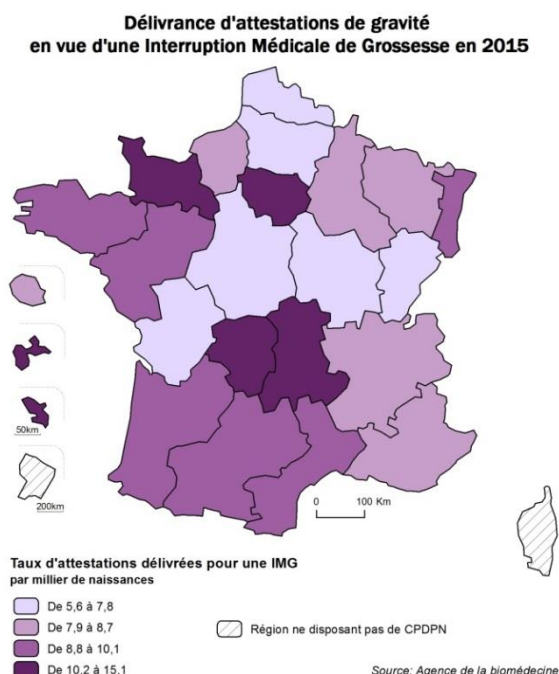 Délivrance d'attestations de gravité
en vue d'une Interruption Médicale de Grossesse en 2015
50km
200km
0 100 Km
Taux d'attestations délivrées pour une IMG
par millier de naissances
De 5,6 à 7,8
De 7,9 à 8,7
De 8,8 à 10,1
De 10,2 à 15,1
Région ne disposant pas de CPDPN
Source: Agence de la biomédecine